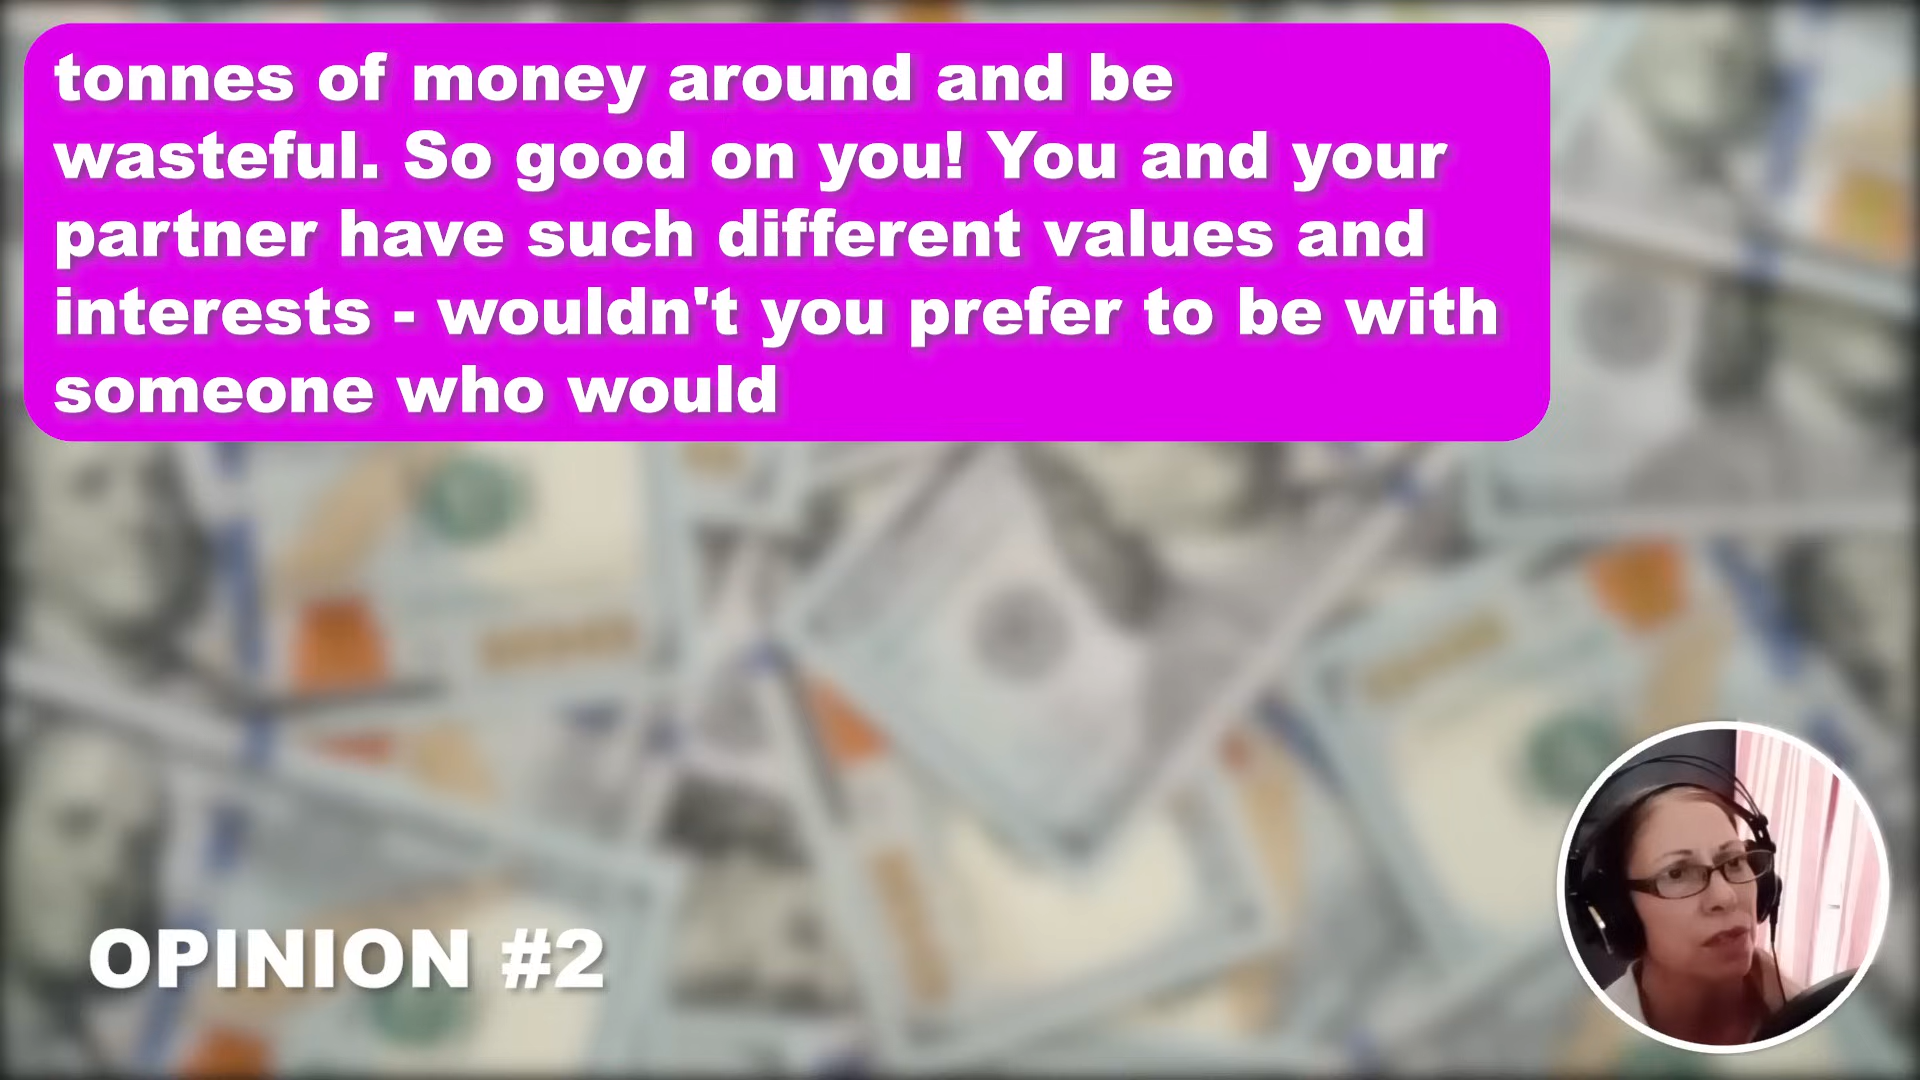 tonnes of money around and be
wasteful. So good on you! You and your
partner have such different values and
interests - wouldn't you prefer to be with
someone who would
OPINION #2